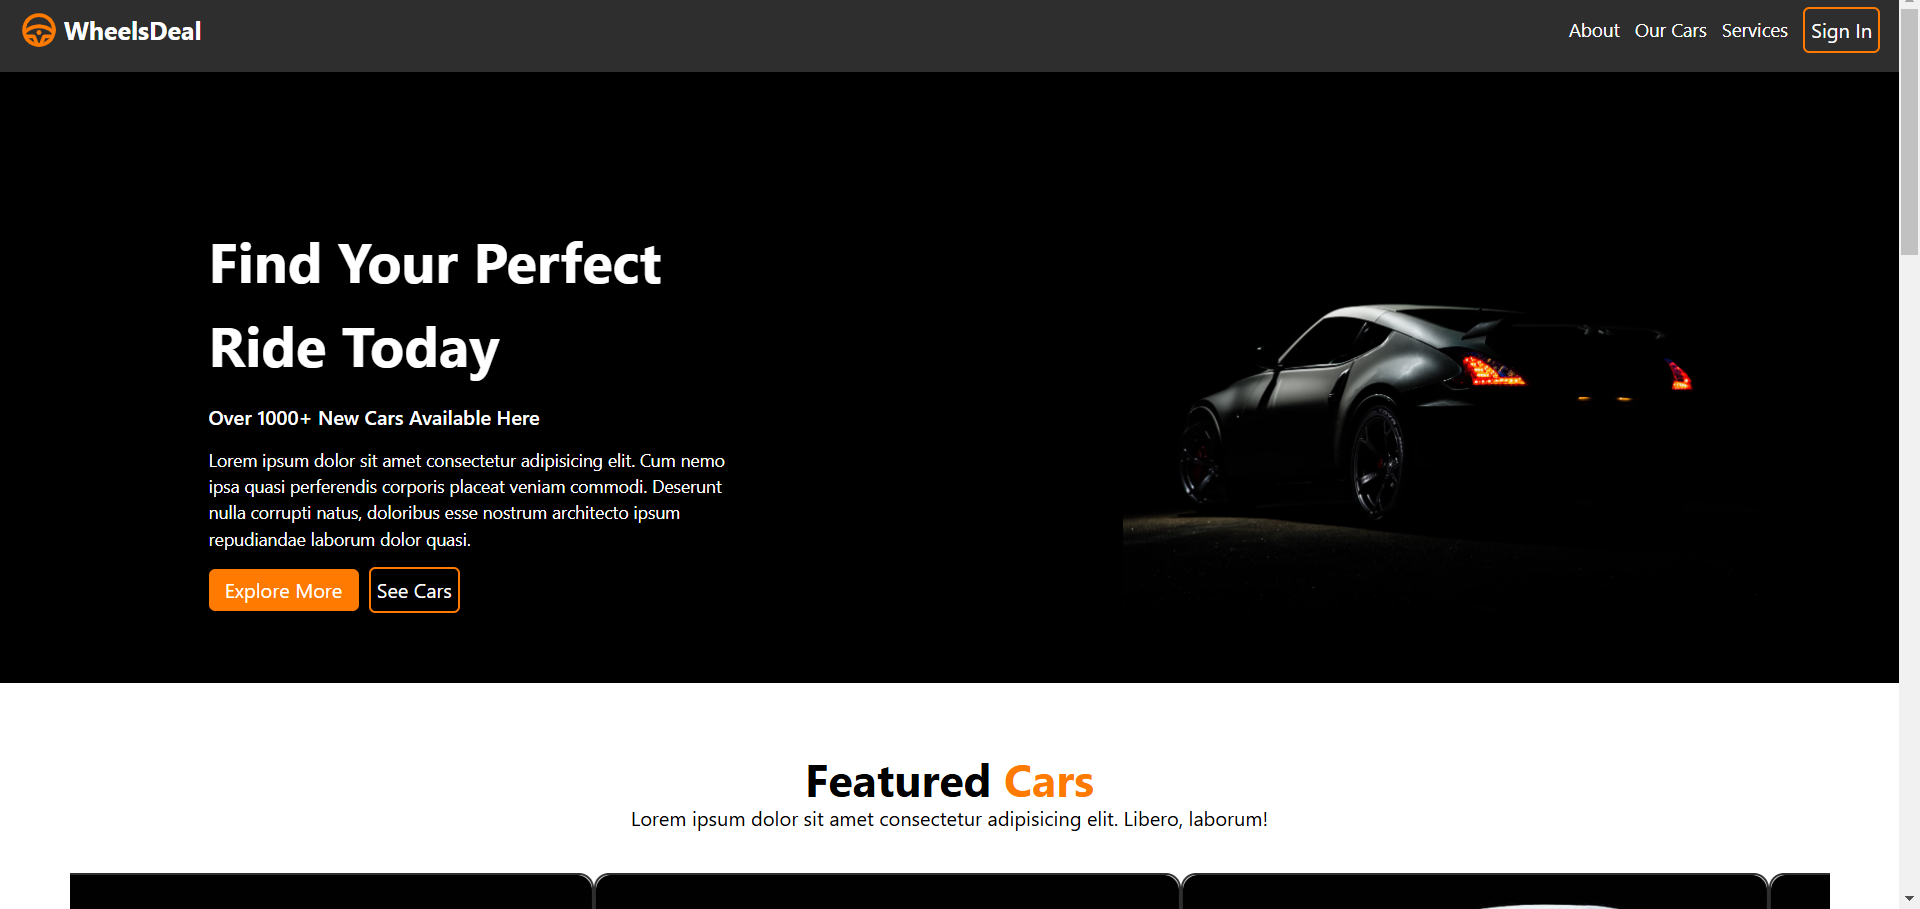 WheelsDeal
About
Our Cars
Services
Sign In
Find Your Perfect
Ride Today
Over 1000+ New Cars Available Here
Lorem ipsum dolor sit amet consectetur adipisicing elit. Cum nemo
ipsa quasi perferendis corporis placeat veniam commodi. Deserunt
nulla corrupti natus, doloribus esse nostrum architecto ipsum
repudiandae laborum dolor quasi.
Explore More
See Cars
Featured Cars
Lorem ipsum dolor sit amet consectetur adipisicing elit. Libero, laborum!